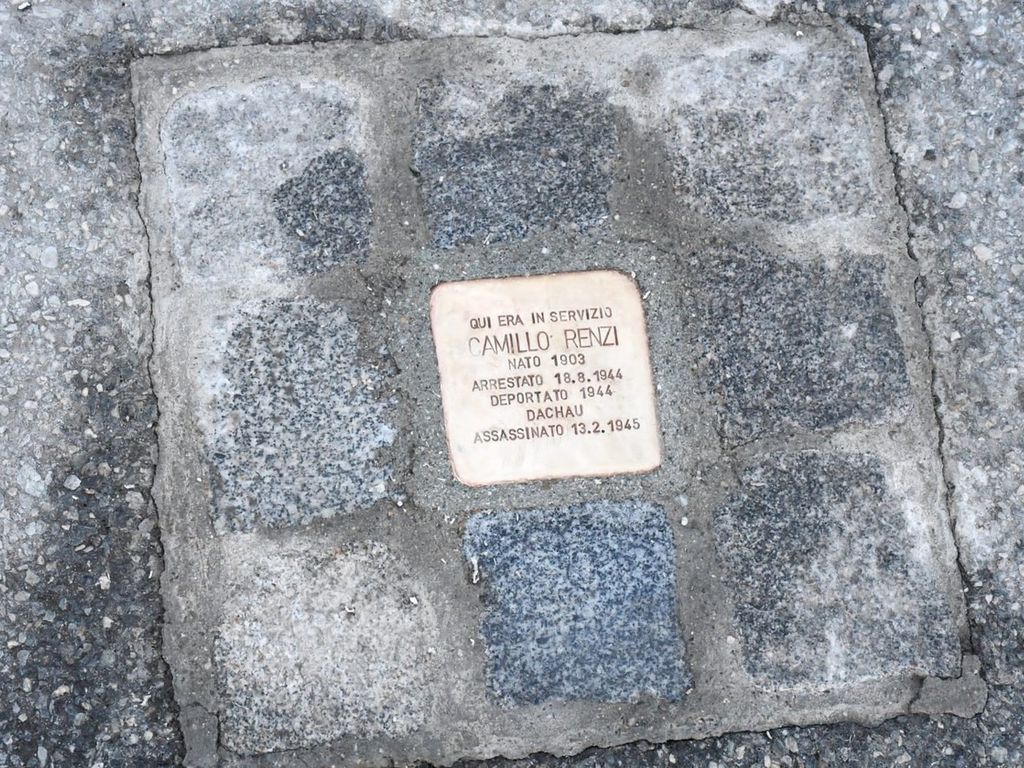 QUI ERA IN SERVIZIO
CAMILLO RENZI
NATO 1903
ARRESTATO 18.8.1944
DEPORTATO 1944
DACHAU
ASSASSINATO 13.2.1945